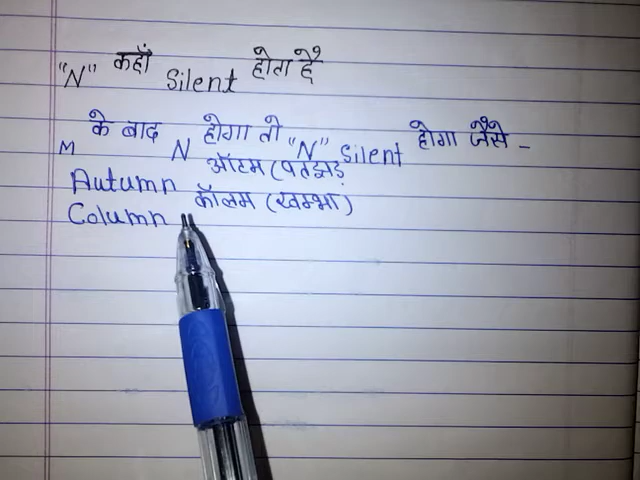 "N" कहाँ Silent होता है
M के बाद N होगा तो "N" Silent होगा जैसे -
Autumn ऑटम (पतझड़
Column कॉलम (खम्भा)